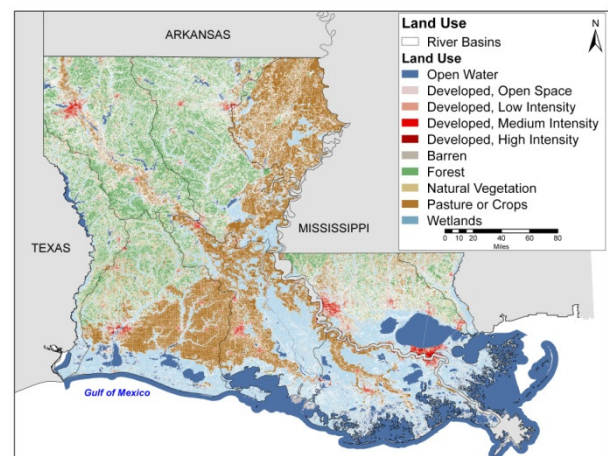 ARKANSAS
TEXAS
MISSISSIPPI
Gulf of Mexico
Land Use
N
River Basins
Land Use
Open Water
Developed, Open Space
Developed, Low Intensity
Developed, Medium Intensity
Developed, High Intensity
Barren
Forest
Natural Vegetation
Pasture or Crops
Wetlands
0 10 20 40 60 80
Miles